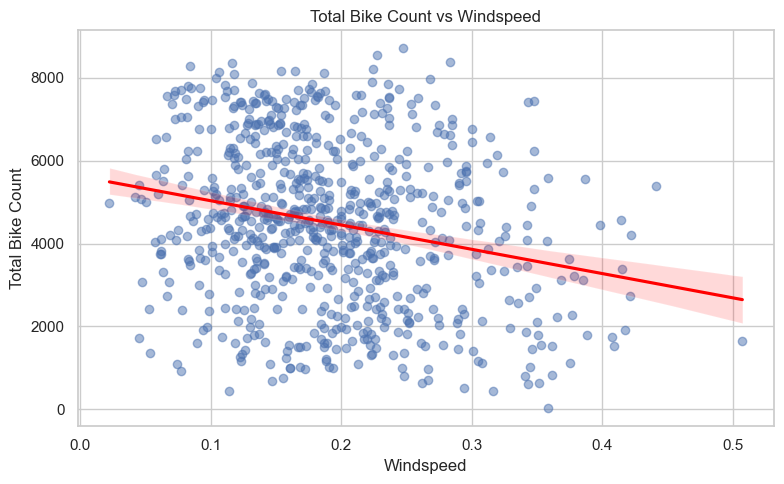 Total Bike Count vs Windspeed
Total Bike Count
8000
6000
4000
2000
0
0.0 0.1 0.2 0.3 0.4 0.5
Windspeed